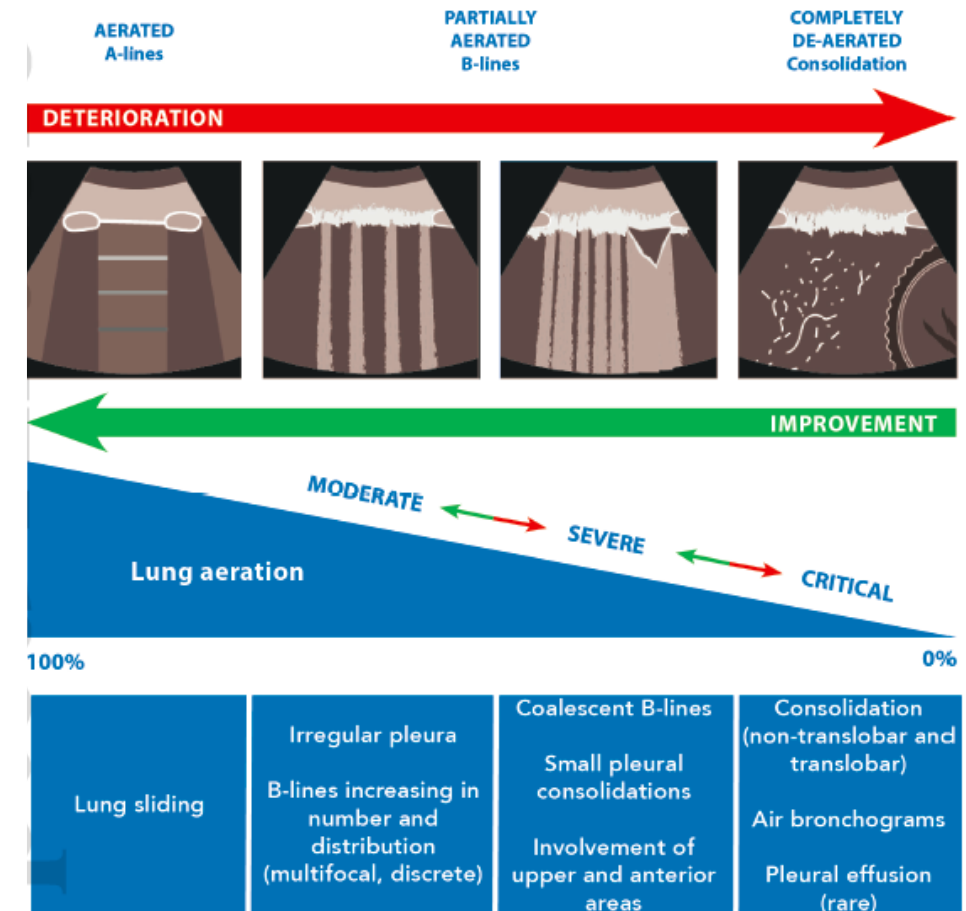 AERATED
A-lines
PARTIALLY
AERATED
B-lines
COMPLETELY
DE-AERATED
Consolidation
DETERIORATION
IMPROVEMENT
MODERATE
SEVERE
CRITICAL
Lung aeration
100%
0%
Lung sliding
Irregular pleura
B-lines increasing in
number and
distribution
(multifocal, discrete)
Coalescent B-lines
Small pleural
consolidations
Involvement of
upper and anterior
areas
Consolidation
(non-translobar and
translobar)
Air bronchograms
Pleural effusion
(rare)